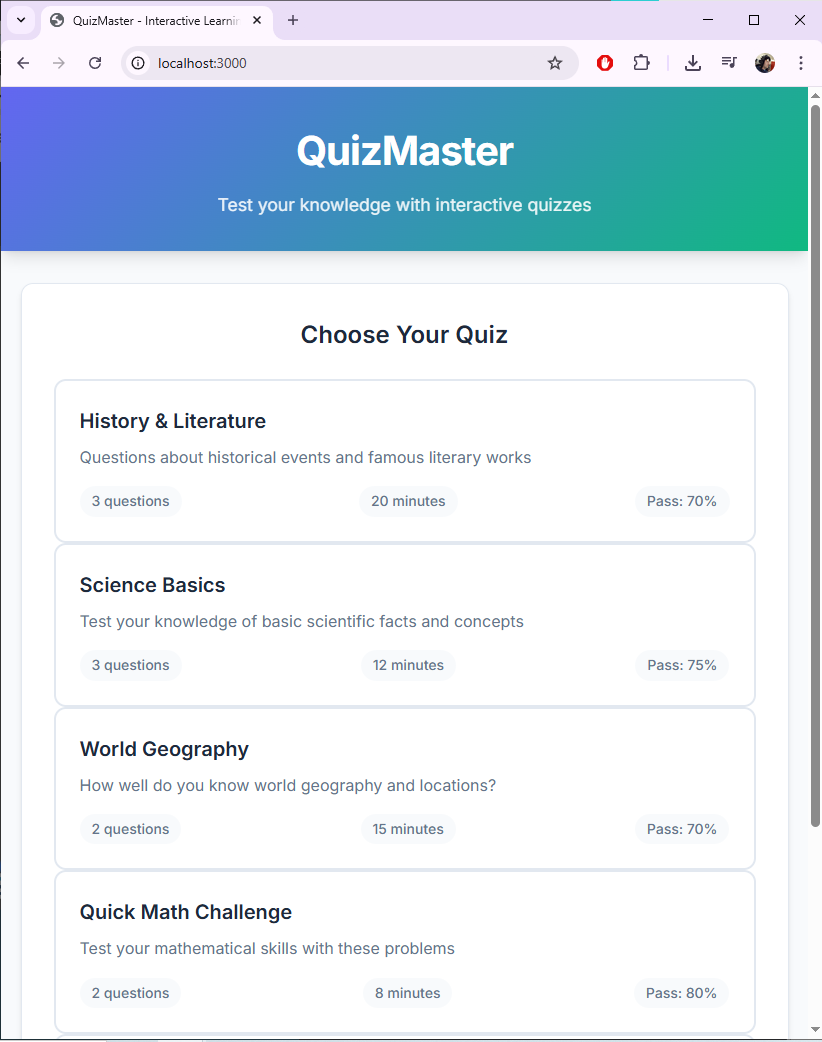 QuizMaster - Interactive Learnin
localhost:3000
QuizMaster
Test your knowledge with interactive quizzes
Choose Your Quiz
History & Literature
Questions about historical events and famous literary works
3 questions 20 minutes Pass: 70%
Science Basics
Test your knowledge of basic scientific facts and concepts
3 questions 12 minutes Pass: 75%
World Geography
How well do you know world geography and locations?
2 questions 15 minutes Pass: 70%
Quick Math Challenge
Test your mathematical skills with these problems
2 questions 8 minutes Pass: 80%